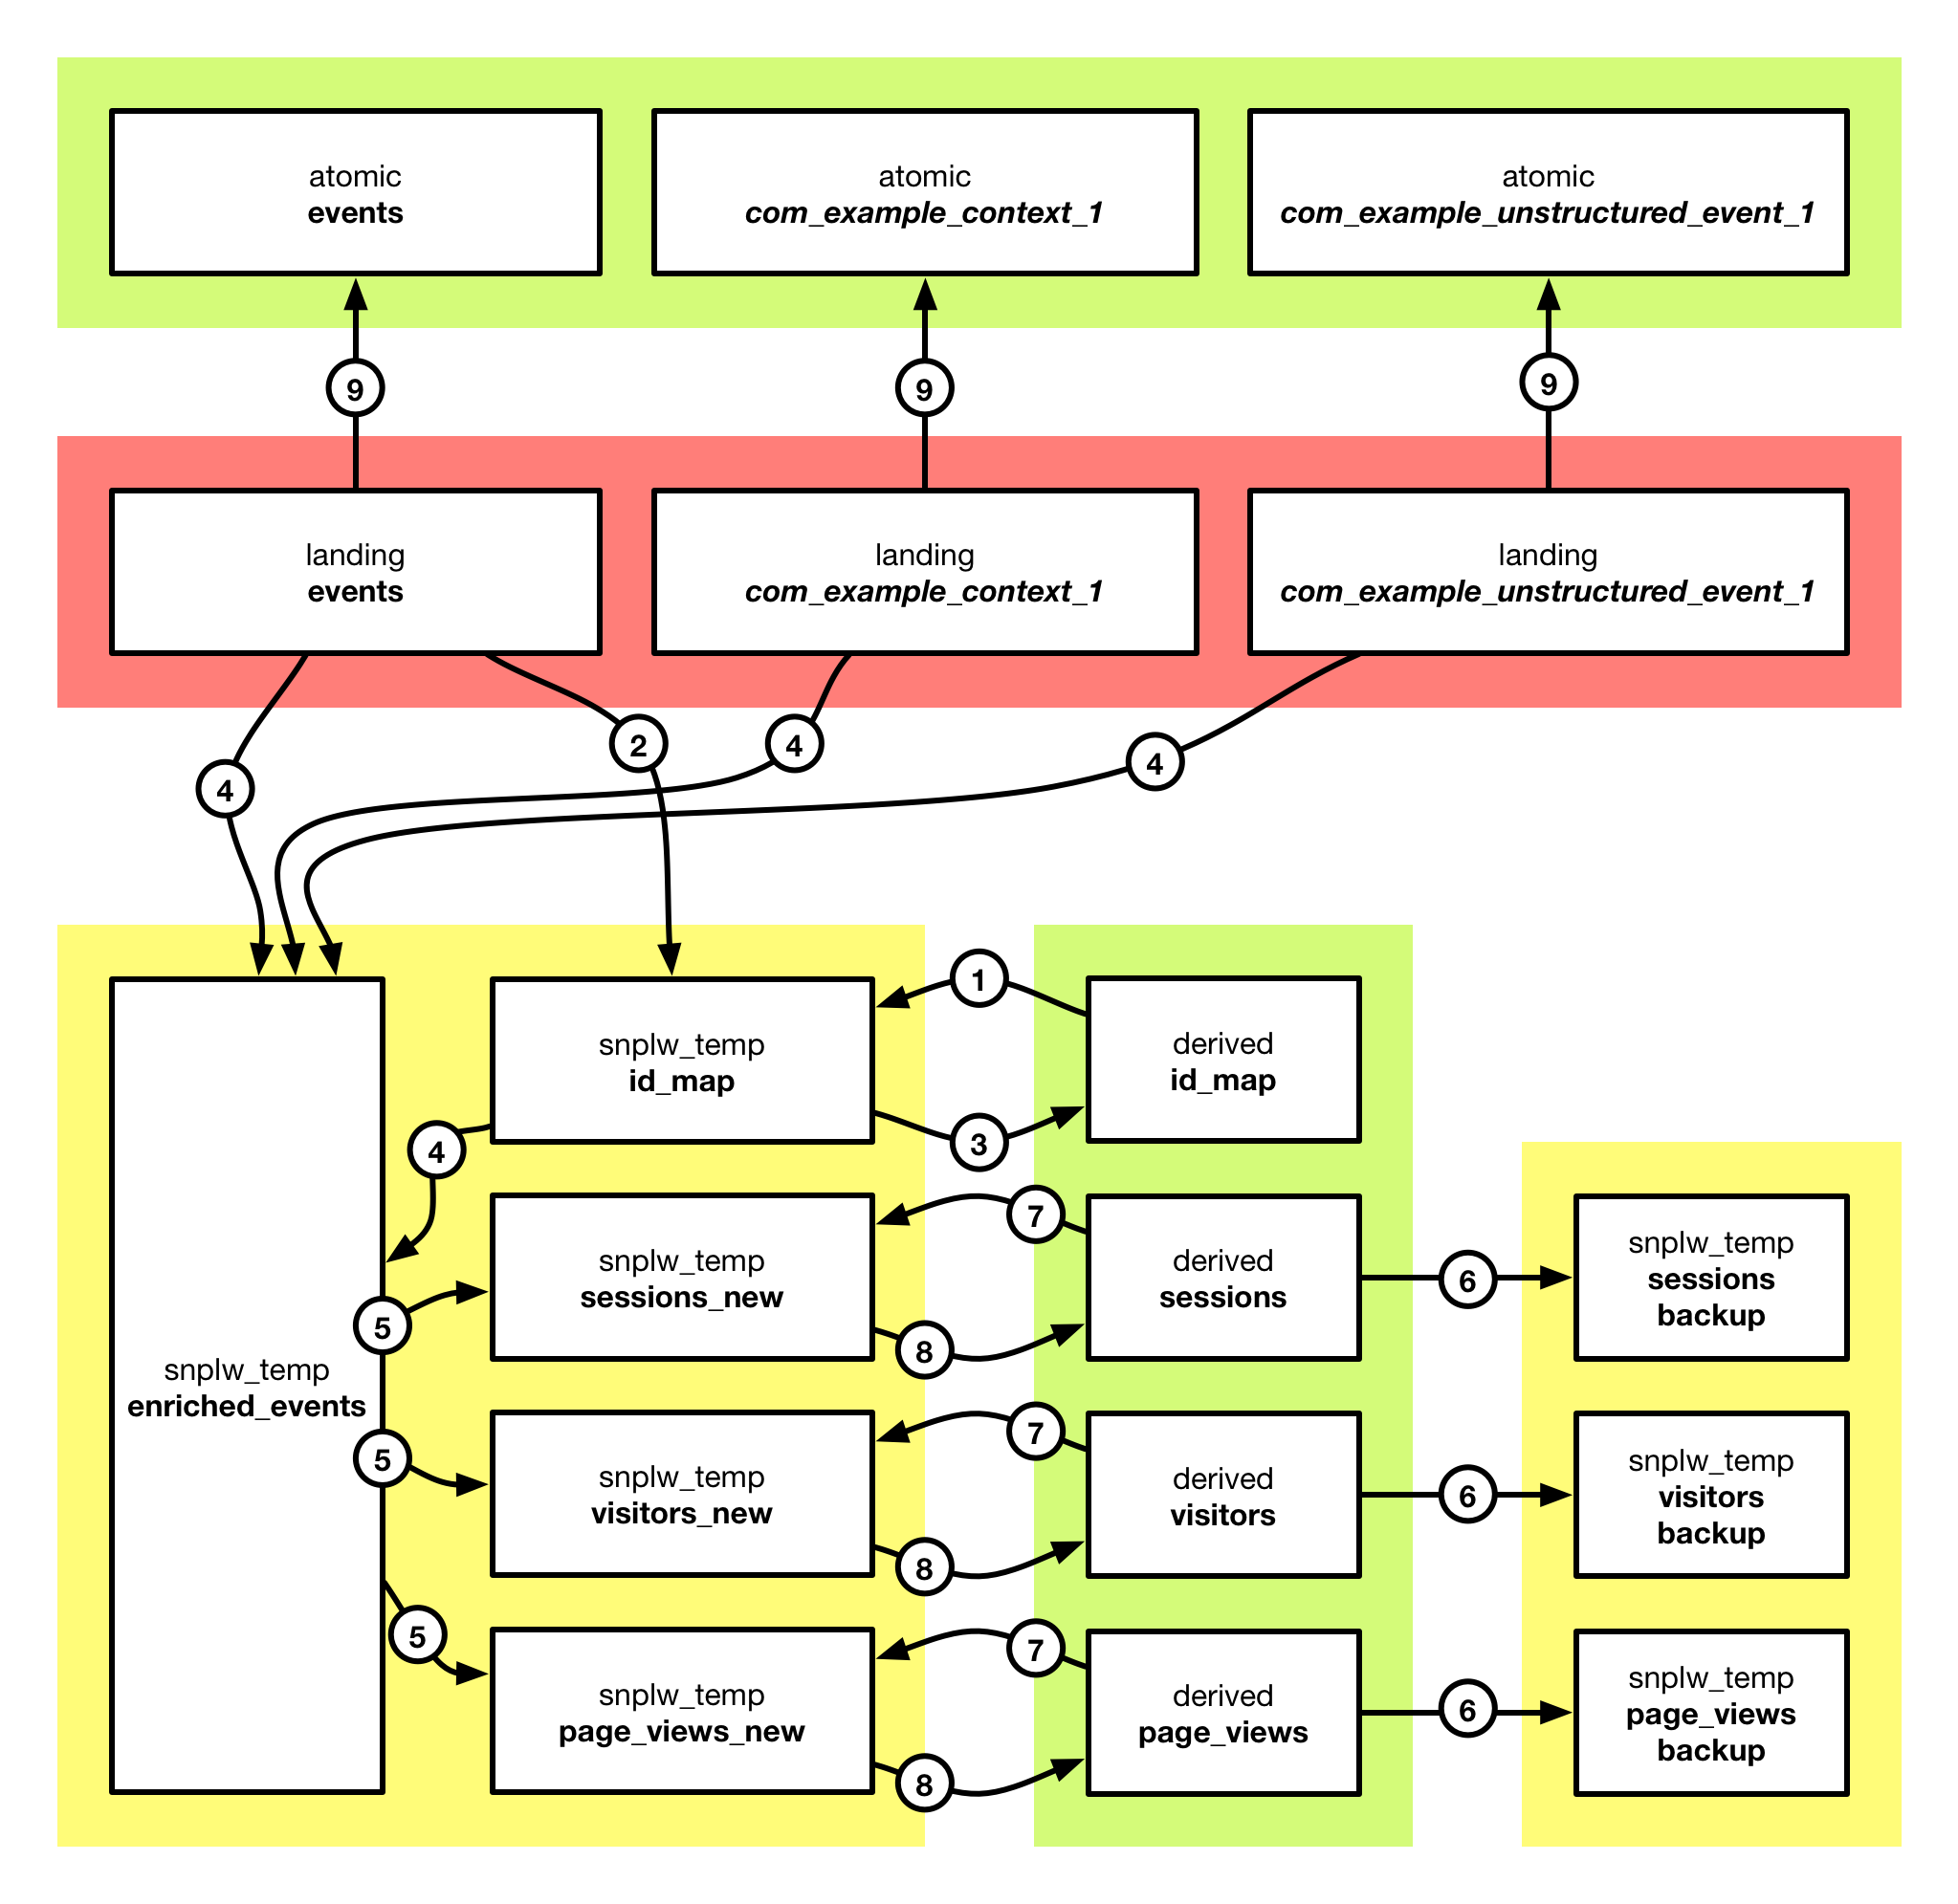 atomic
events
atomic
com_example_context_1
atomic
com_example_unstructured_event_1
9
9
9
landing
events
landing
com_example_context_1
landing
com_example_unstructured_event_1
4
2
4
4
snplw_temp
enriched_events
snplw_temp
id_map
1
3
derived
id_map
4
5
snplw_temp
sessions_new
7
8
derived
sessions
6
snplw_temp
sessions
backup
5
snplw_temp
visitors_new
7
8
derived
visitors
6
snplw_temp
visitors
backup
5
snplw_temp
page_views_new
7
8
derived
page_views
6
snplw_temp
page_views
backup